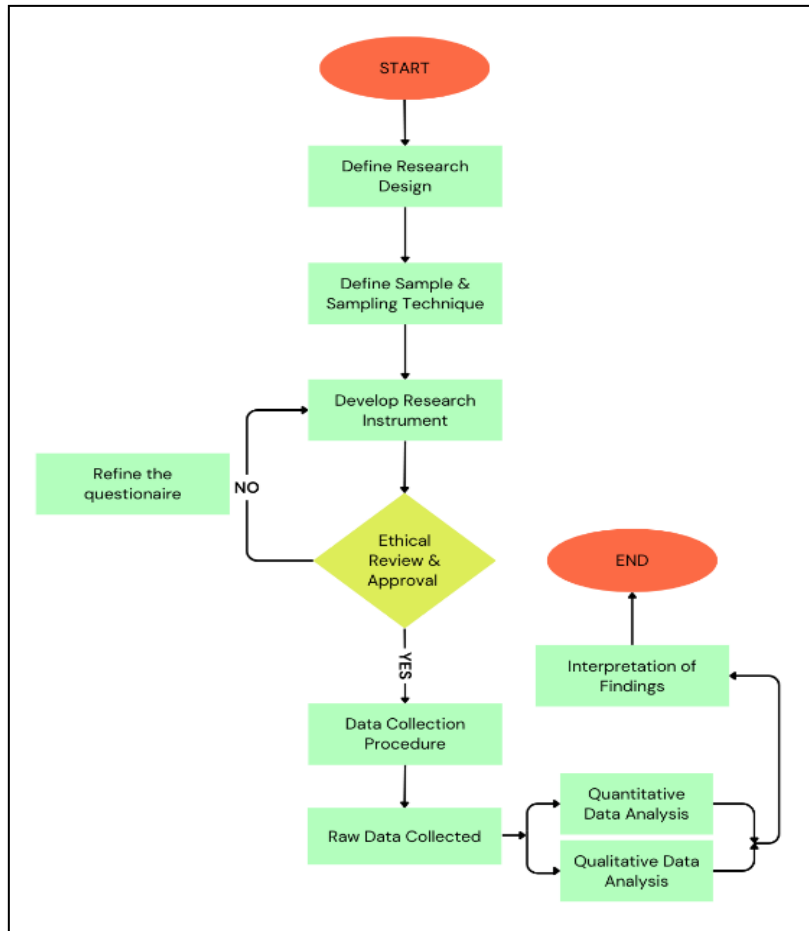 START
Define Research
Design
Define Sample &
Sampling Technique
Develop Research
Instrument
Refine the
questionaire
NO
Ethical
Review &
Approval
YES
END
Interpretation of
Findings
Data Collection
Procedure
Raw Data Collected
Quantitative
Data Analysis
Qualitative Data
Analysis